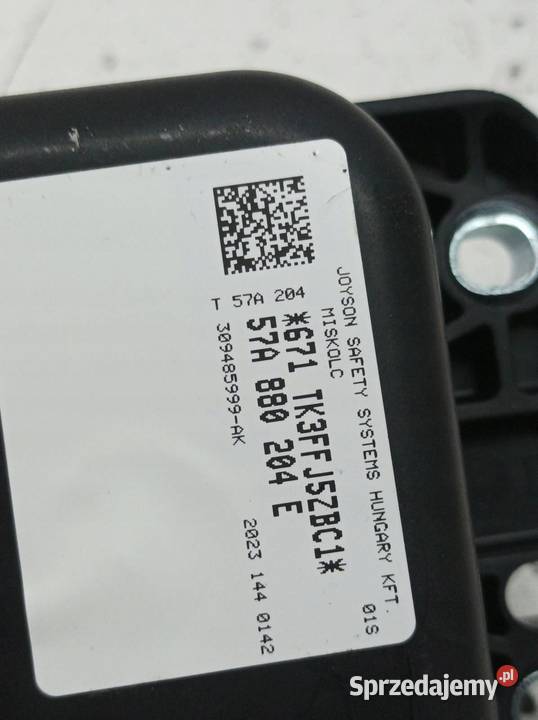 JOYSON SAFETY SYSTEMS HUNGARY KFT.
MISKOLC
01S
*671 TK3FFJ5ZBC1*
57A 880 204 E
T 57A 204
309485999-AK
2023 144 0142
Sprzedajemy.pl